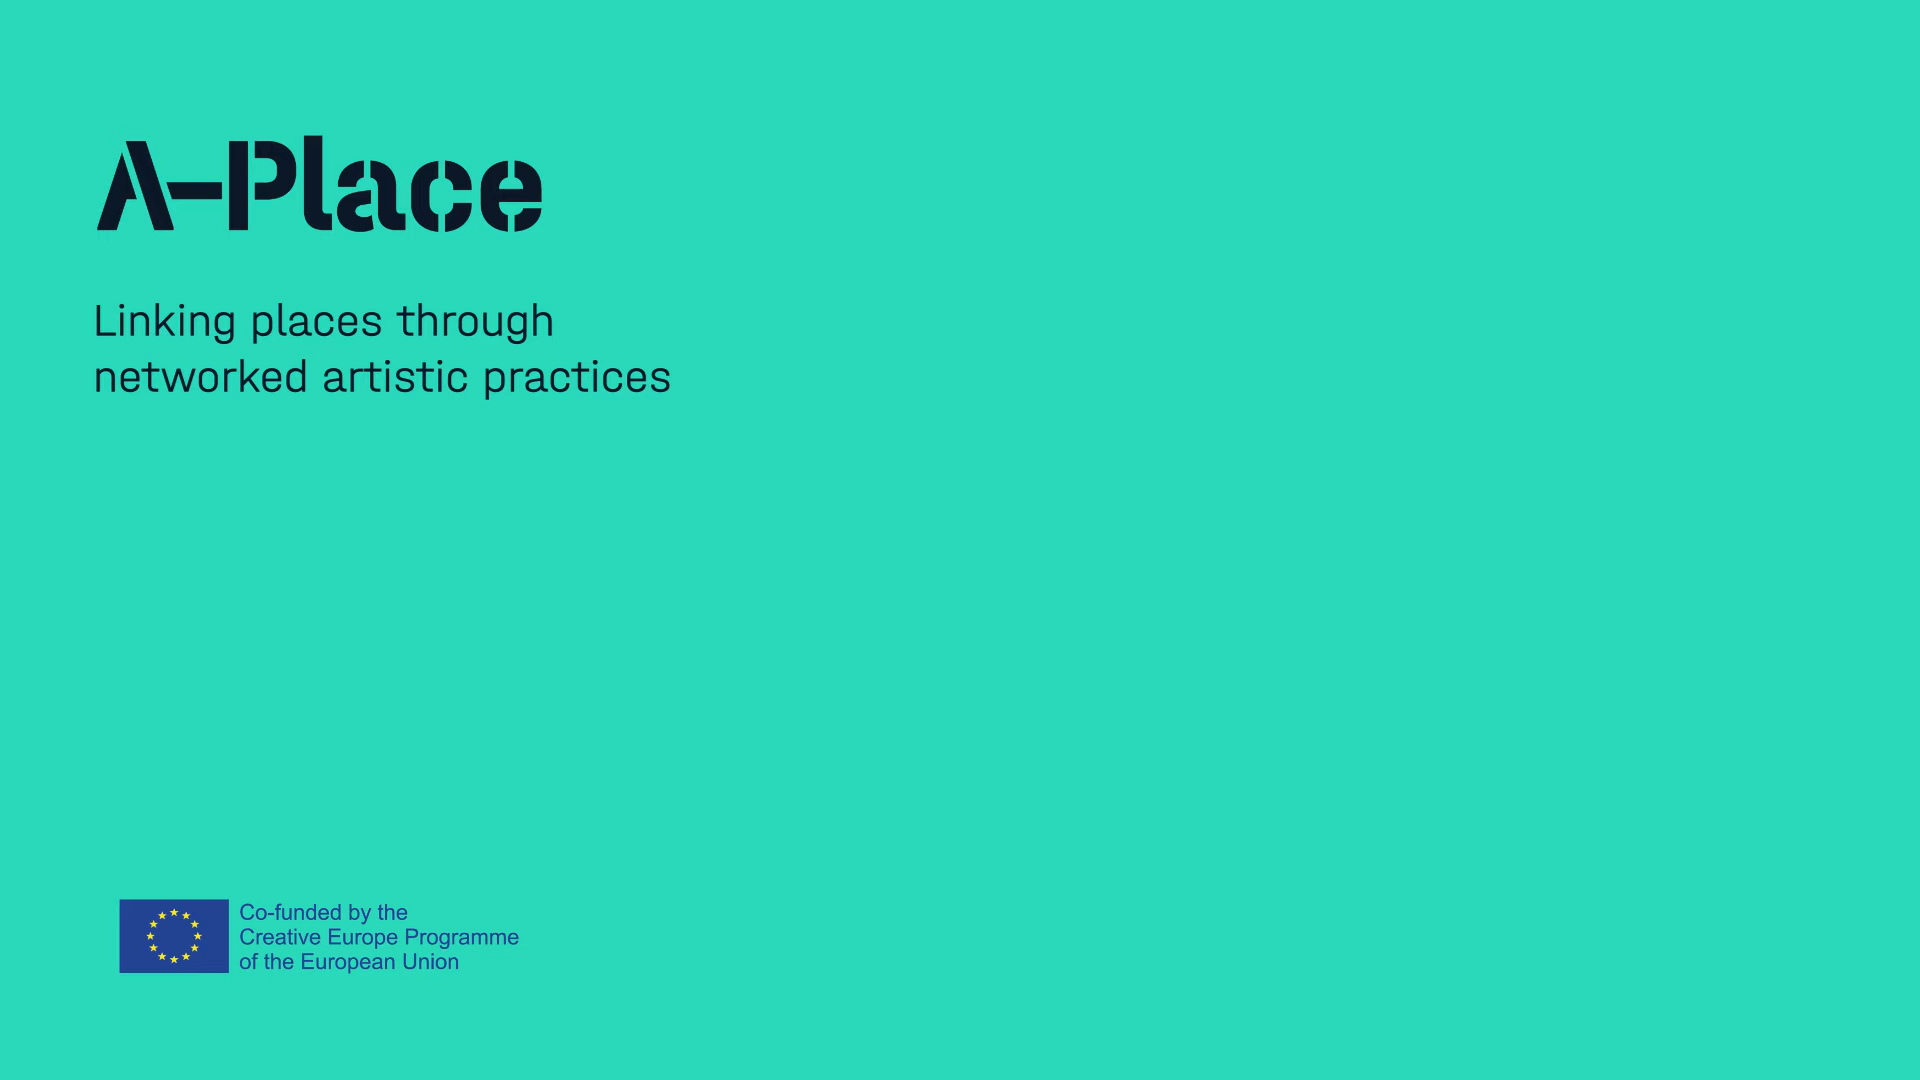 A-Place
Linking places through
networked artistic practices
Co-funded by the
Creative Europe Programme
of the European Union